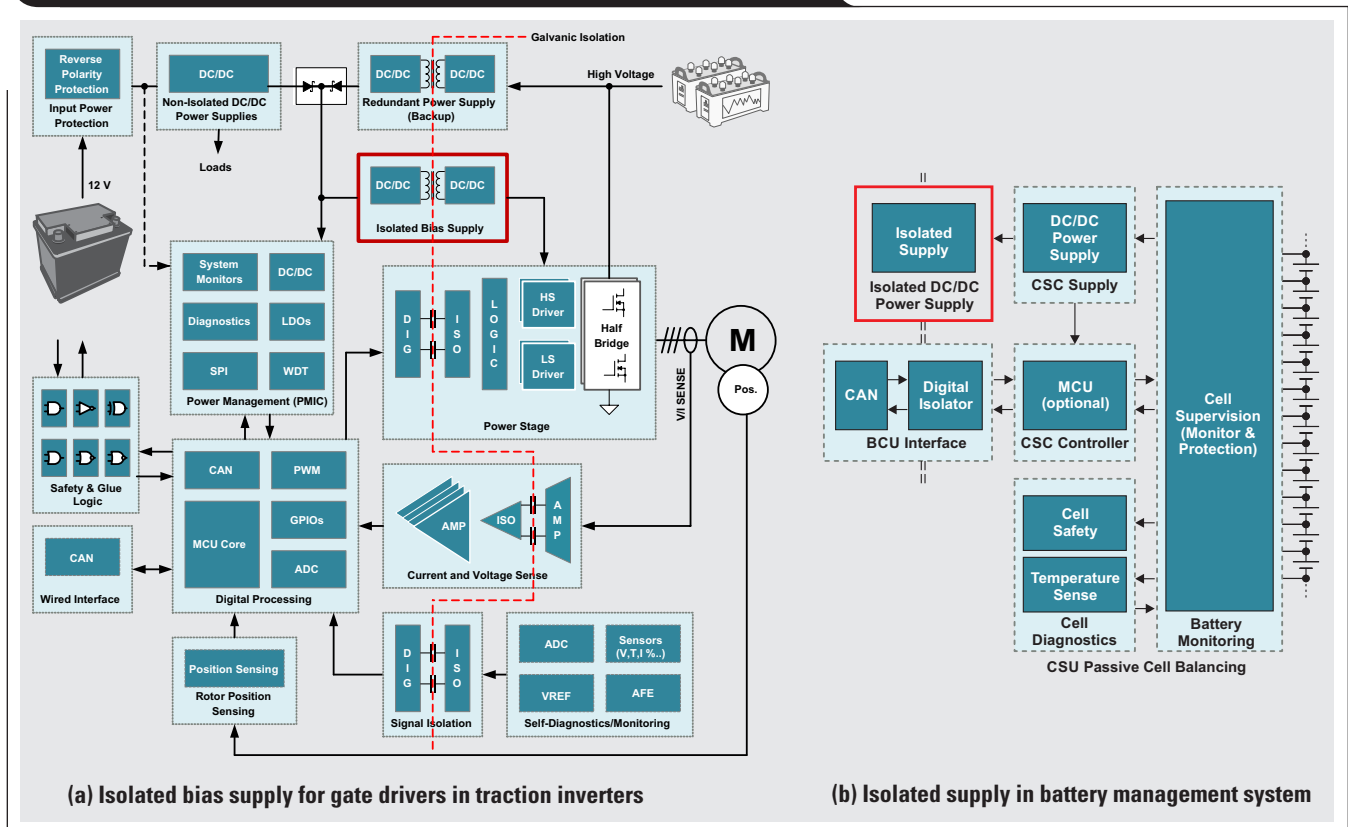 Galvanic Isolation
Reverse
Polarity
Protection
Input Power
Protection
DC/DC
Non-Isolated DC/DC
Power Supplies
Loads
DC/DC
DC/DC
Redundant Power Supply
(Backup)
High Voltage
12 V
DC/DC
DC/DC
Isolated Bias Supply
System
Monitors
DC/DC
Diagnostics
LDOs
SPI
WDT
Power Management (PMIC)
DIG
ISO
LOGIC
HS
Driver
LS
Driver
Half
Bridge
Power Stage
M
Pos.
V/I SENSE
Safety & Glue
Logic
CAN
PWM
MCU Core
GPIOs
ADC
Digital Processing
CAN
Wired Interface
AMP
ISO
AMP
Current and Voltage Sense
Position Sensing
Rotor Position
Sensing
DIG
ISO
Signal Isolation
ADC
Sensors
(V,T,I %..)
VREF
AFE
Self-Diagnostics/Monitoring
(a) Isolated bias supply for gate drivers in traction inverters
Isolated
Supply
Isolated DC/DC
Power Supply
DC/DC
Power
Supply
CSC Supply
CAN
Digital
Isolator
BCU Interface
MCU
(optional)
CSC Controller
Cell
Supervision
(Monitor &
Protection)
Cell
Safety
Temperature
Sense
Cell
Diagnostics
Battery
Monitoring
CSU Passive Cell Balancing
(b) Isolated supply in battery management system